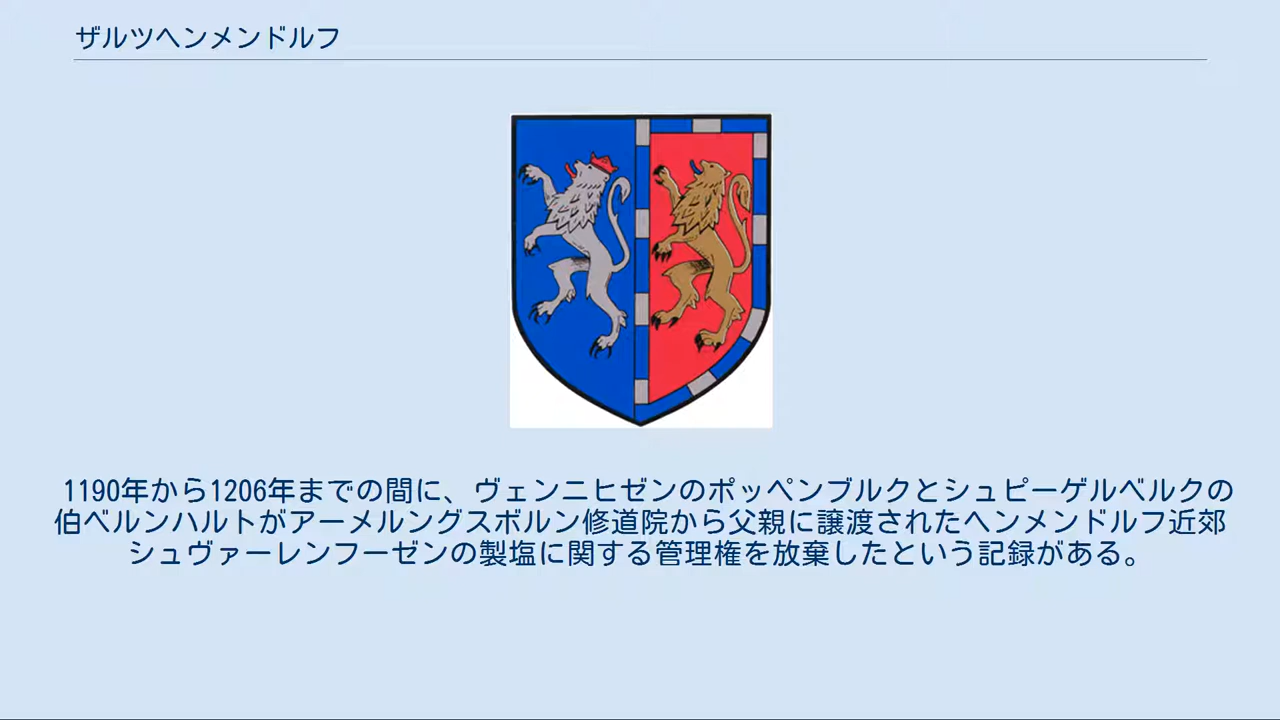 ザルツヘンメンドルフ
1190年から1206年までの間に、ヴェンニヒゼンのポッペンブルクとシュピーゲルベルクの
伯ベルンハルトがアーメルングスボルン修道院から父親に譲渡されたヘンメンドルフ近郊
シュヴァーレンフーゼンの製塩に関する管理権を放棄したという記録がある。